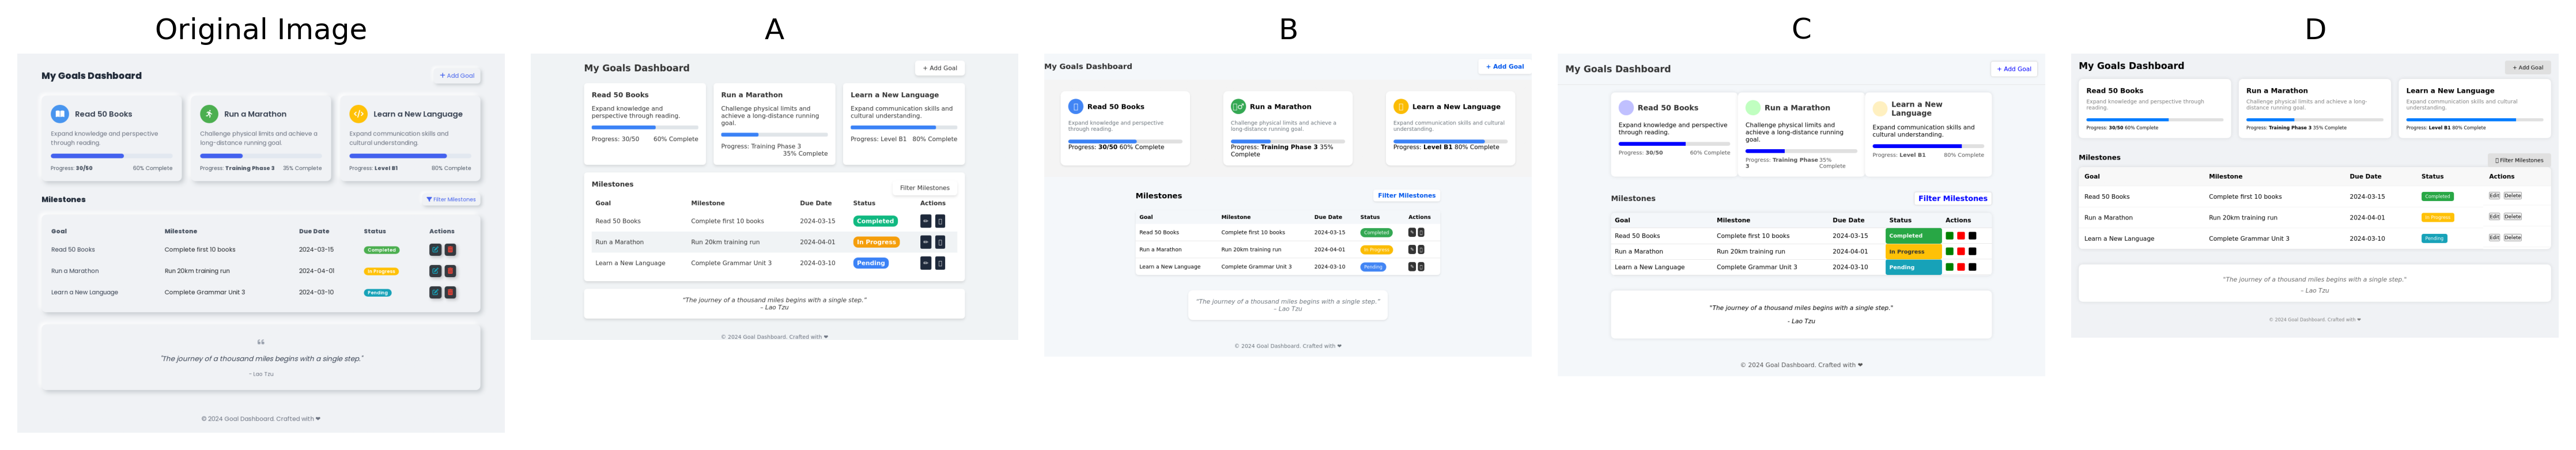 Original Image
My Goals Dashboard
+ Add Goal
Read 50 Books
Run a Marathon
Learn a New Language
Expand knowledge and perspective
through reading.
Challenge physical limits and achieve a
long-distance running goal.
Expand communication skills and
cultural understanding.
Progress: 30/50 60% Complete
Progress: Training Phase 3 35% Complete
Progress: Level B1 80% Complete
Milestones
Filter Milestones
Goal Milestone Due Date Status Actions
Read 50 Books Complete first 10 books 2024-03-15 Completed
Run a Marathon Run 20km training run 2024-04-01 In Progress
Learn a New Language Complete Grammar Unit 3 2024-03-10 Pending
"The journey of a thousand miles begins with a single step."
- Lao Tzu
© 2024 Goal Dashboard. Crafted with ❤
A
My Goals Dashboard
+ Add Goal
Read 50 Books
Expand knowledge and
perspective through reading.
Progress: 30/50 60% Complete
Run a Marathon
Challenge physical limits and
achieve a long-distance running
goal.
Progress: Training Phase 3
35% Complete
Learn a New Language
Expand communication skills and
cultural understanding.
Progress: Level B1 80% Complete
Milestones
Filter Milestones
Goal Milestone Due Date Status Actions
Read 50 Books Complete first 10 books 2024-03-15 Completed
Run a Marathon Run 20km training run 2024-04-01 In Progress
Learn a New Language Complete Grammar Unit 3 2024-03-10 Pending
"The journey of a thousand miles begins with a single step."
– Lao Tzu
© 2024 Goal Dashboard. Crafted with ❤
B
My Goals Dashboard
+ Add Goal
Read 50 Books
Expand knowledge and perspective
through reading.
Progress: 30/50 60% Complete
Run a Marathon
Challenge physical limits and achieve a
long-distance running goal.
Progress: Training Phase 3 35%
Complete
Learn a New Language
Expand communication skills and cultural
understanding.
Progress: Level B1 80% Complete
Milestones
Filter Milestones
Goal Milestone Due Date Status Actions
Read 50 Books Complete first 10 books 2024-03-15 Completed
Run a Marathon Run 20km training run 2024-04-01 In Progress
Learn a New Language Complete Grammar Unit 3 2024-03-10 Pending
"The journey of a thousand miles begins with a single step."
– Lao Tzu
© 2024 Goal Dashboard. Crafted with ❤
C
My Goals Dashboard
+ Add Goal
Read 50 Books
Expand knowledge and perspective
through reading.
Progress: 30/50 60% Complete
Run a Marathon
Challenge physical limits and
achieve a long-distance running
goal.
Progress: Training Phase 35%
3 Complete
Learn a New
Language
Expand communication skills and
cultural understanding.
Progress: Level B1 80% Complete
Milestones
Filter Milestones
Goal Milestone Due Date Status Actions
Read 50 Books Complete first 10 books 2024-03-15 Completed
Run a Marathon Run 20km training run 2024-04-01 In Progress
Learn a New Language Complete Grammar Unit 3 2024-03-10 Pending
"The journey of a thousand miles begins with a single step."
- Lao Tzu
© 2024 Goal Dashboard. Crafted with ❤
D
My Goals Dashboard
+ Add Goal
Read 50 Books
Expand knowledge and perspective through
reading.
Progress: 30/50 60% Complete
Run a Marathon
Challenge physical limits and achieve a long-
distance running goal.
Progress: Training Phase 3 35% Complete
Learn a New Language
Expand communication skills and cultural
understanding.
Progress: Level B1 80% Complete
Milestones
Filter Milestones
Goal Milestone Due Date Status Actions
Read 50 Books Complete first 10 books 2024-03-15 Completed Edit Delete
Run a Marathon Run 20km training run 2024-04-01 In Progress Edit Delete
Learn a New Language Complete Grammar Unit 3 2024-03-10 Pending Edit Delete
"The journey of a thousand miles begins with a single step."
- Lao Tzu
© 2024 Goal Dashboard. Crafted with ❤